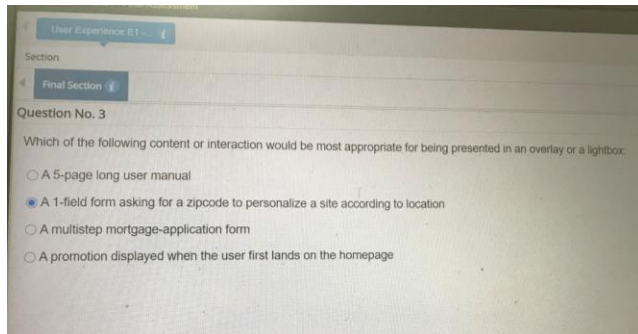 User Experience E1 -...
Section
Final Section i
Question No. 3
Which of the following content or interaction would be most appropriate for being presented in an overlay or a lightbox:
A 5-page long user manual
A 1-field form asking for a zipcode to personalize a site according to location
A multistep mortgage-application form
A promotion displayed when the user first lands on the homepage